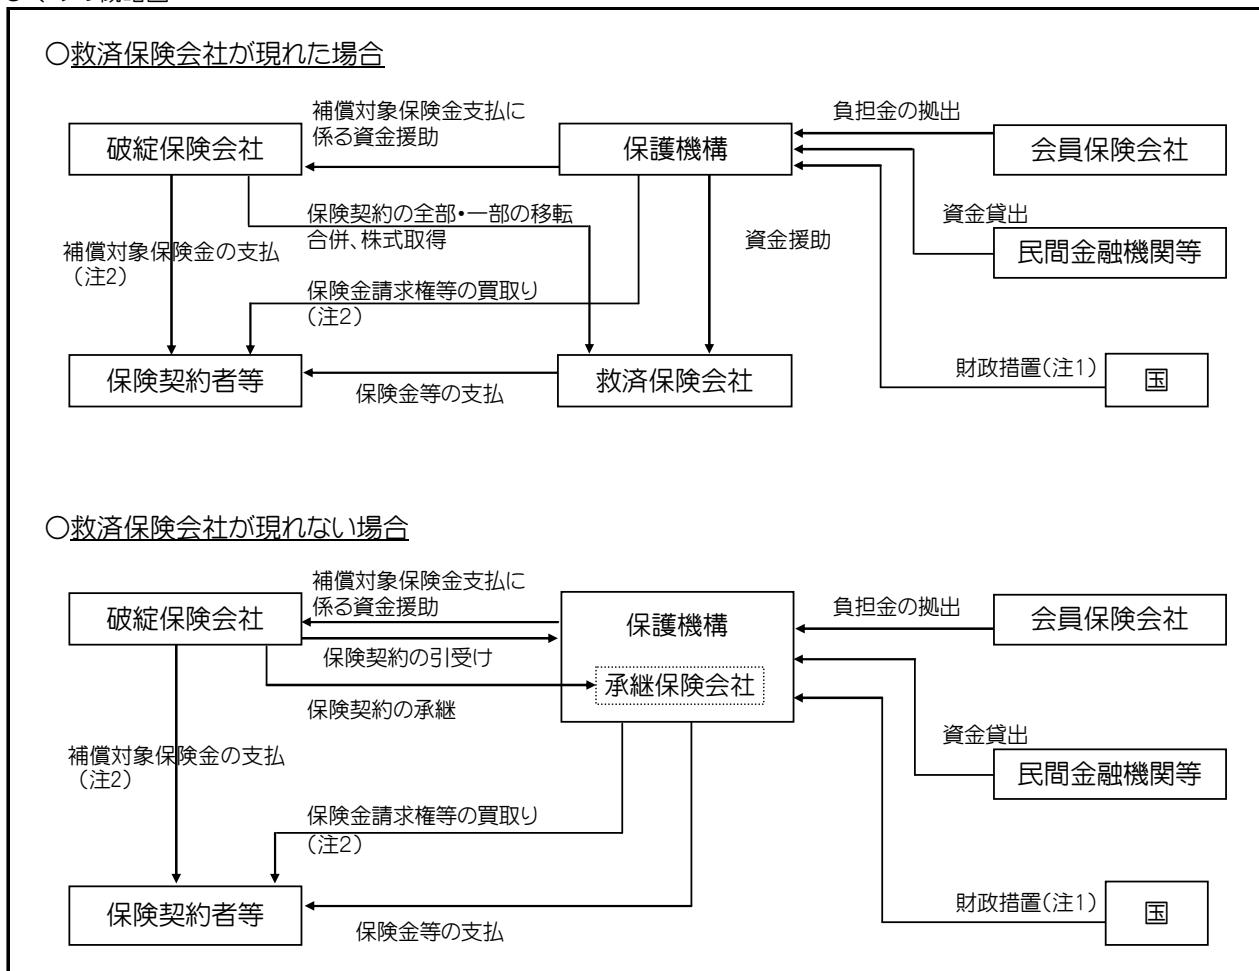 ○救済保険会社が現れた場合
補償対象保険金支払に
係る資金援助
負担金の拠出
破綻保険会社
保護機構
会員保険会社
保険契約の全部・一部の移転
合併、株式取得
資金貸出
補償対象保険金の支払
（注2）
資金援助
民間金融機関等
保険金請求権等の買取り
（注2）
保険契約者等
救済保険会社
財政措置(注1)
国
保険金等の支払
○救済保険会社が現れない場合
補償対象保険金支払に
係る資金援助
負担金の拠出
破綻保険会社
保護機構
会員保険会社
保険契約の引受け
承継保険会社
保険契約の承継
資金貸出
補償対象保険金の支払
（注2）
民間金融機関等
保険金請求権等の買取り
（注2）
保険契約者等
財政措置(注1)
国
保険金等の支払